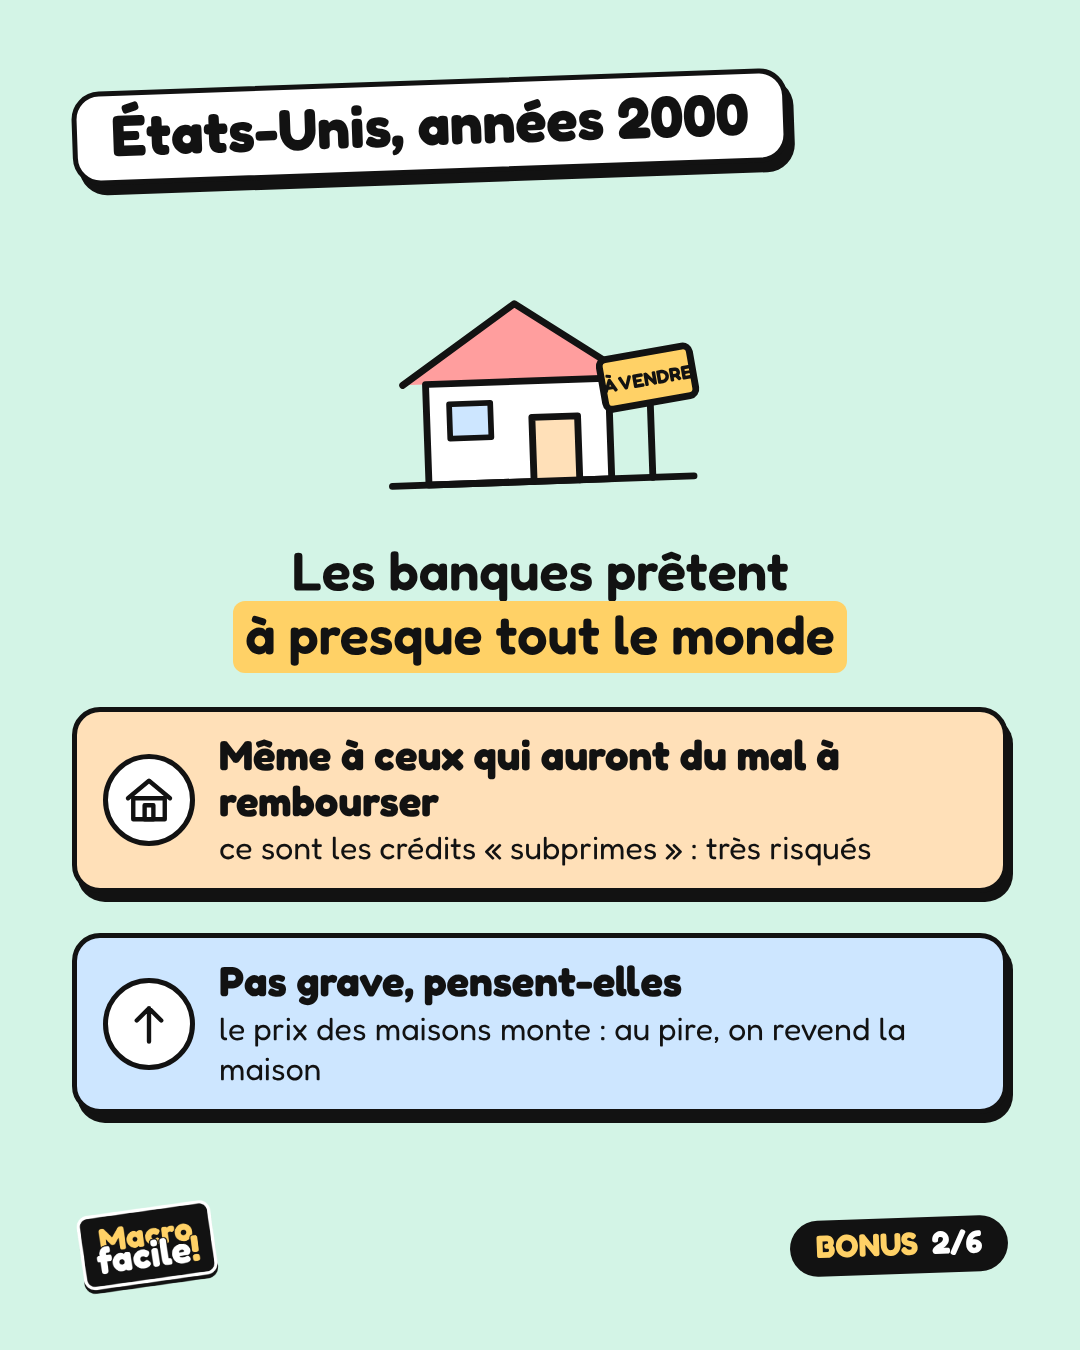 États-Unis, années 2000
À VENDRE
Les banques prêtent
à presque tout le monde
Même à ceux qui auront du mal à
rembourser
ce sont les crédits « subprimes » : très risqués
Pas grave, pensent-elles
le prix des maisons monte : au pire, on revend la
maison
Macro
facile!
BONUS 2/6